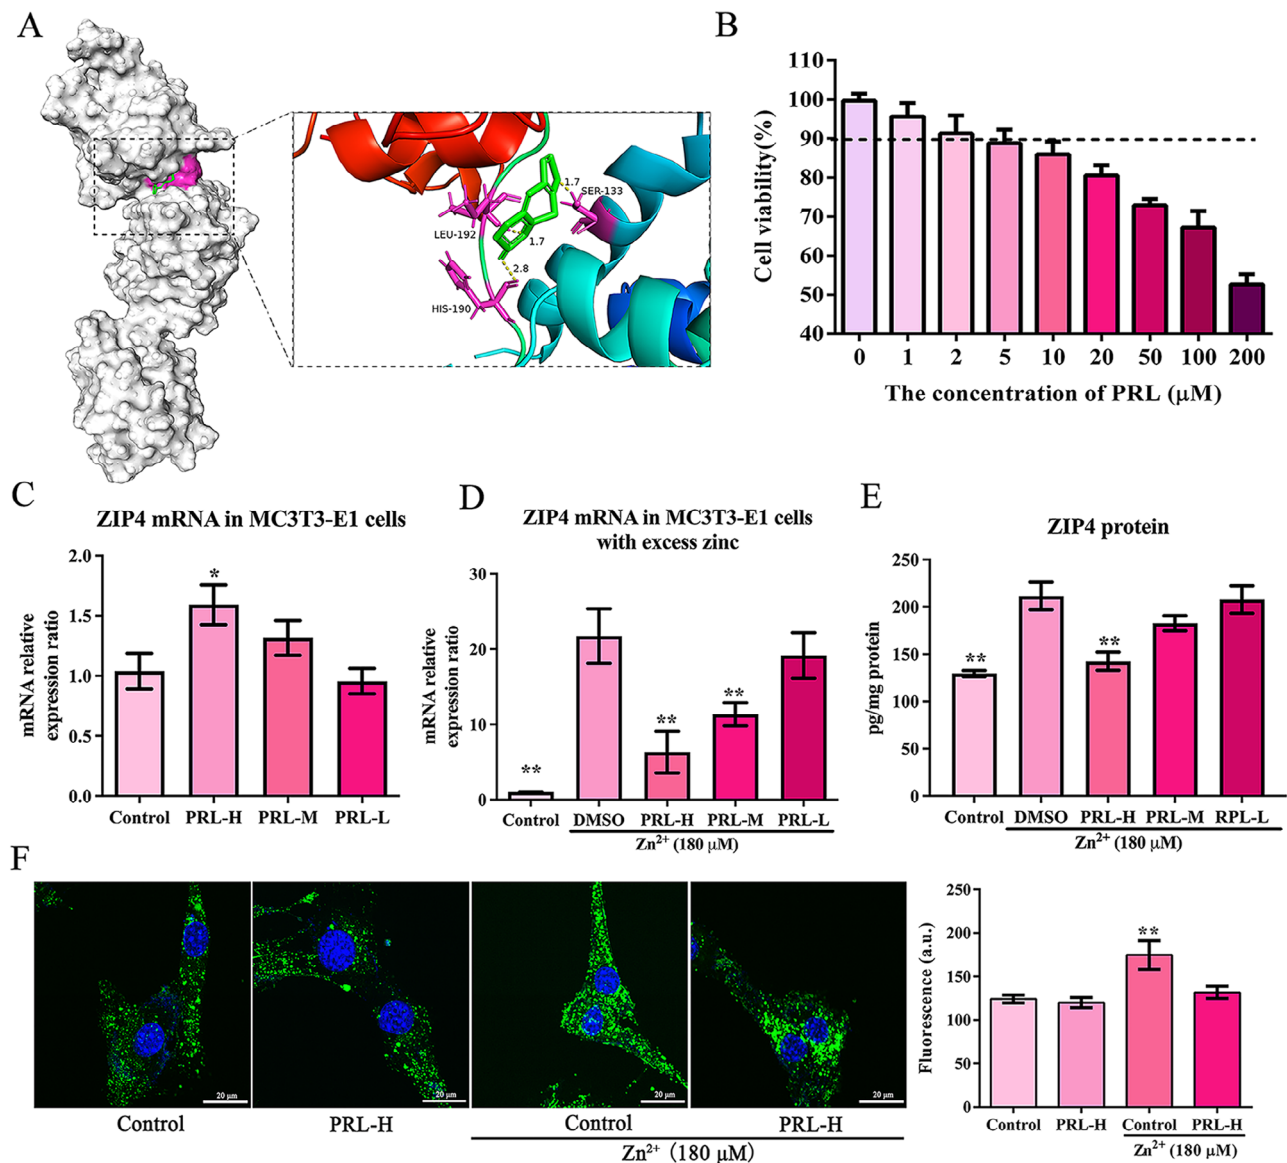 A
SER-133
1.7
LEU-192
1.7
2.8
HIS-190
B
Cell viability(%)
110
100
90
80
70
60
50
40
0 1 2 5 10 20 50 100 200
The concentration of PRL (μM)
C
ZIP4 mRNA in MC3T3-E1 cells
mRNA relative
expression ratio
2.0
1.5
1.0
0.5
0.0
*
Control PRL-H PRL-M PRL-L
D
ZIP4 mRNA in MC3T3-E1 cells
with excess zinc
mRNA relative
expression ratio
30
20
10
0
** ** **
Control DMSO PRL-H PRL-M PRL-L
Zn²⁺ (180 μM)
E
ZIP4 protein
pg/mg protein
250
200
150
100
50
0
** **
Control DMSO PRL-H PRL-M RPL-L
Zn²⁺ (180 μM)
F
20 μm
20 μm
20 μm
20 μm
Control PRL-H Control PRL-H
Zn²⁺ (180 μM)
Fluorescence (a.u.)
250
200
150
100
50
0
**
Control PRL-H Control PRL-H
Zn²⁺ (180 μM)